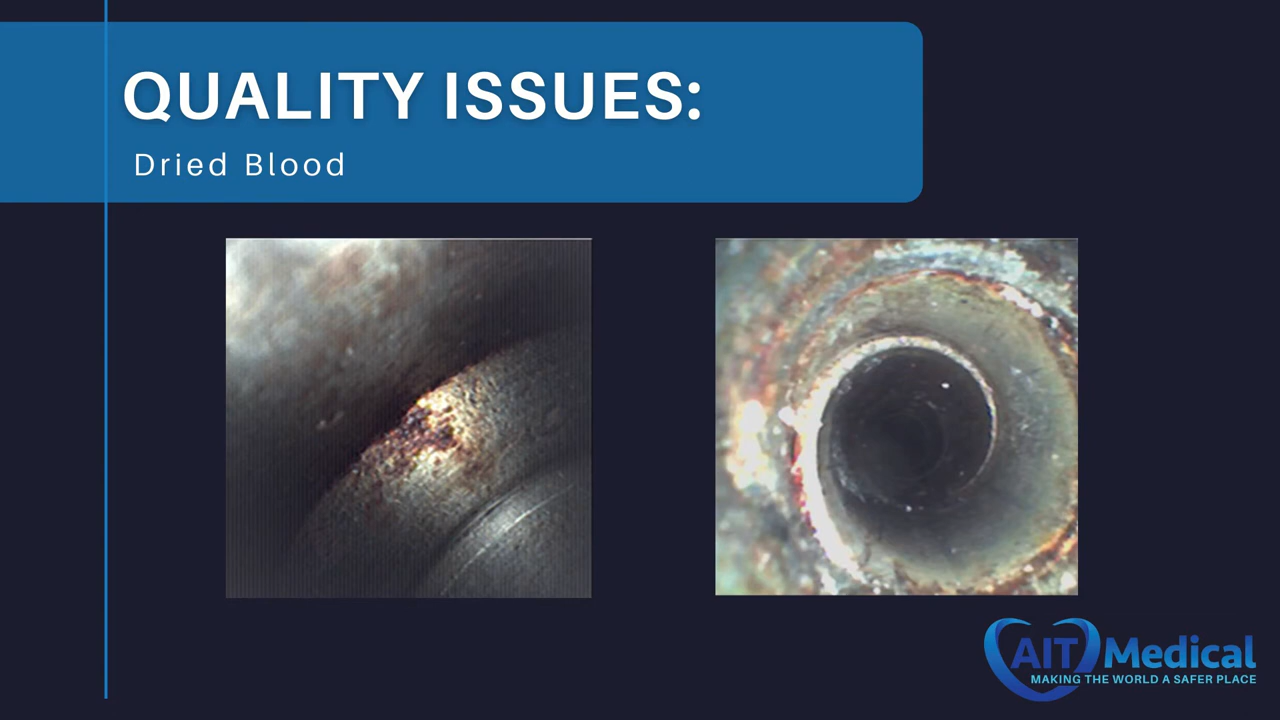 QUALITY ISSUES:
Dried Blood
AIT Medical
MAKING THE WORLD A SAFER PLACE